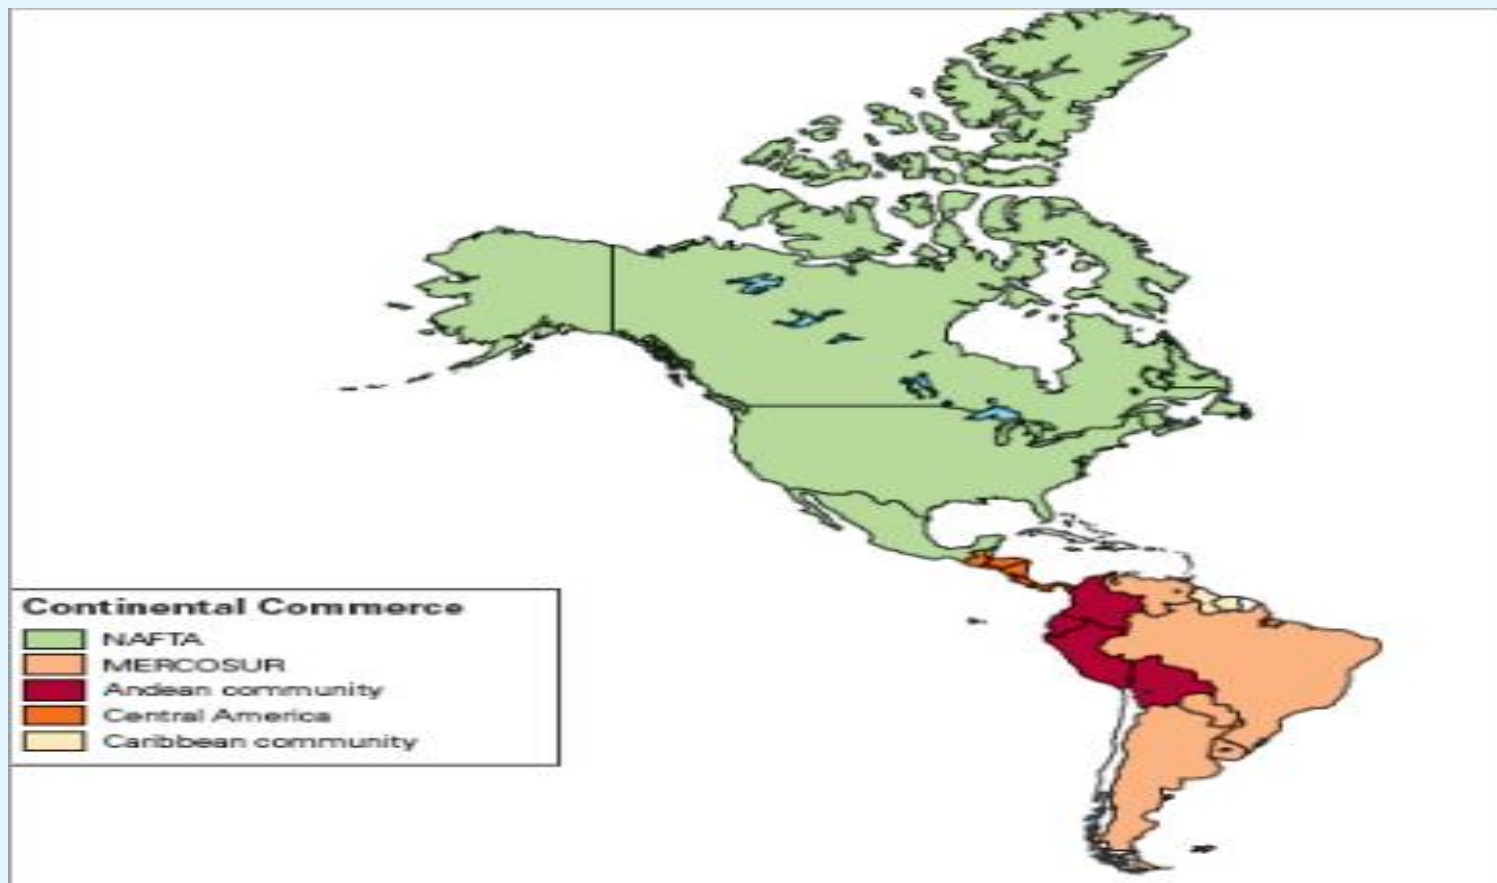 Continental Commerce
NAFTA
MERCOSUR
Andean community
Central America
Caribbean community